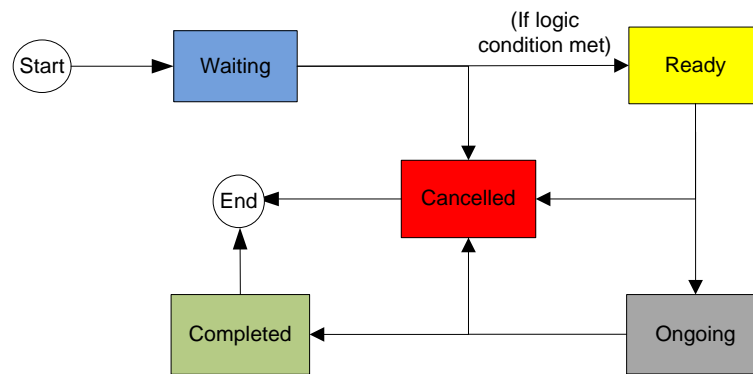 (If logic
condition met)
Start
Waiting
Ready
End
Cancelled
Completed
Ongoing